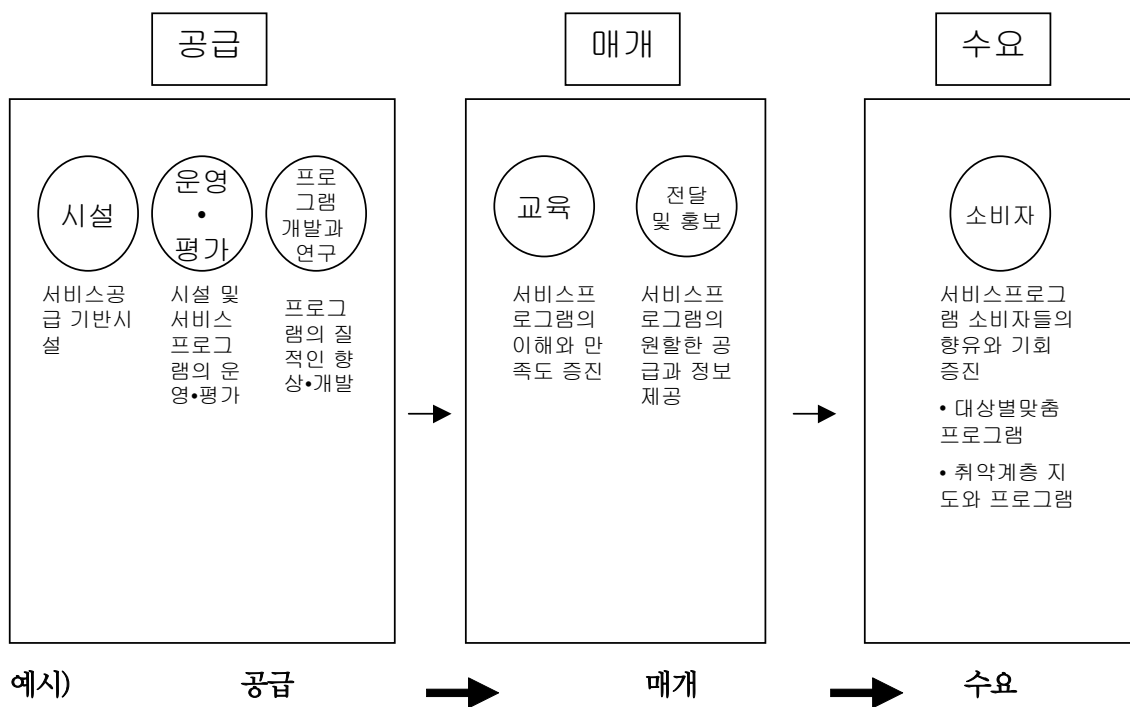 공급
매개
수요
시설
운영
•
평가
프로
그램
개발과
연구
서비스공
급 기반시
설
시설 및
서비스
프로그
램의 운
영•평가
프로그
램의 질
적인 향
상•개발
교육
전달
및 홍보
서비스프
로그램의
이해와 만
족도 증진
서비스프
로그램의
원할한 공
급과 정보
제공
소비자
서비스프로그
램 소비자들의
향유와 기회
증진
• 대상별맞춤
프로그램
• 취약계층 지
도와 프로그램
예시) 공급 매개 수요